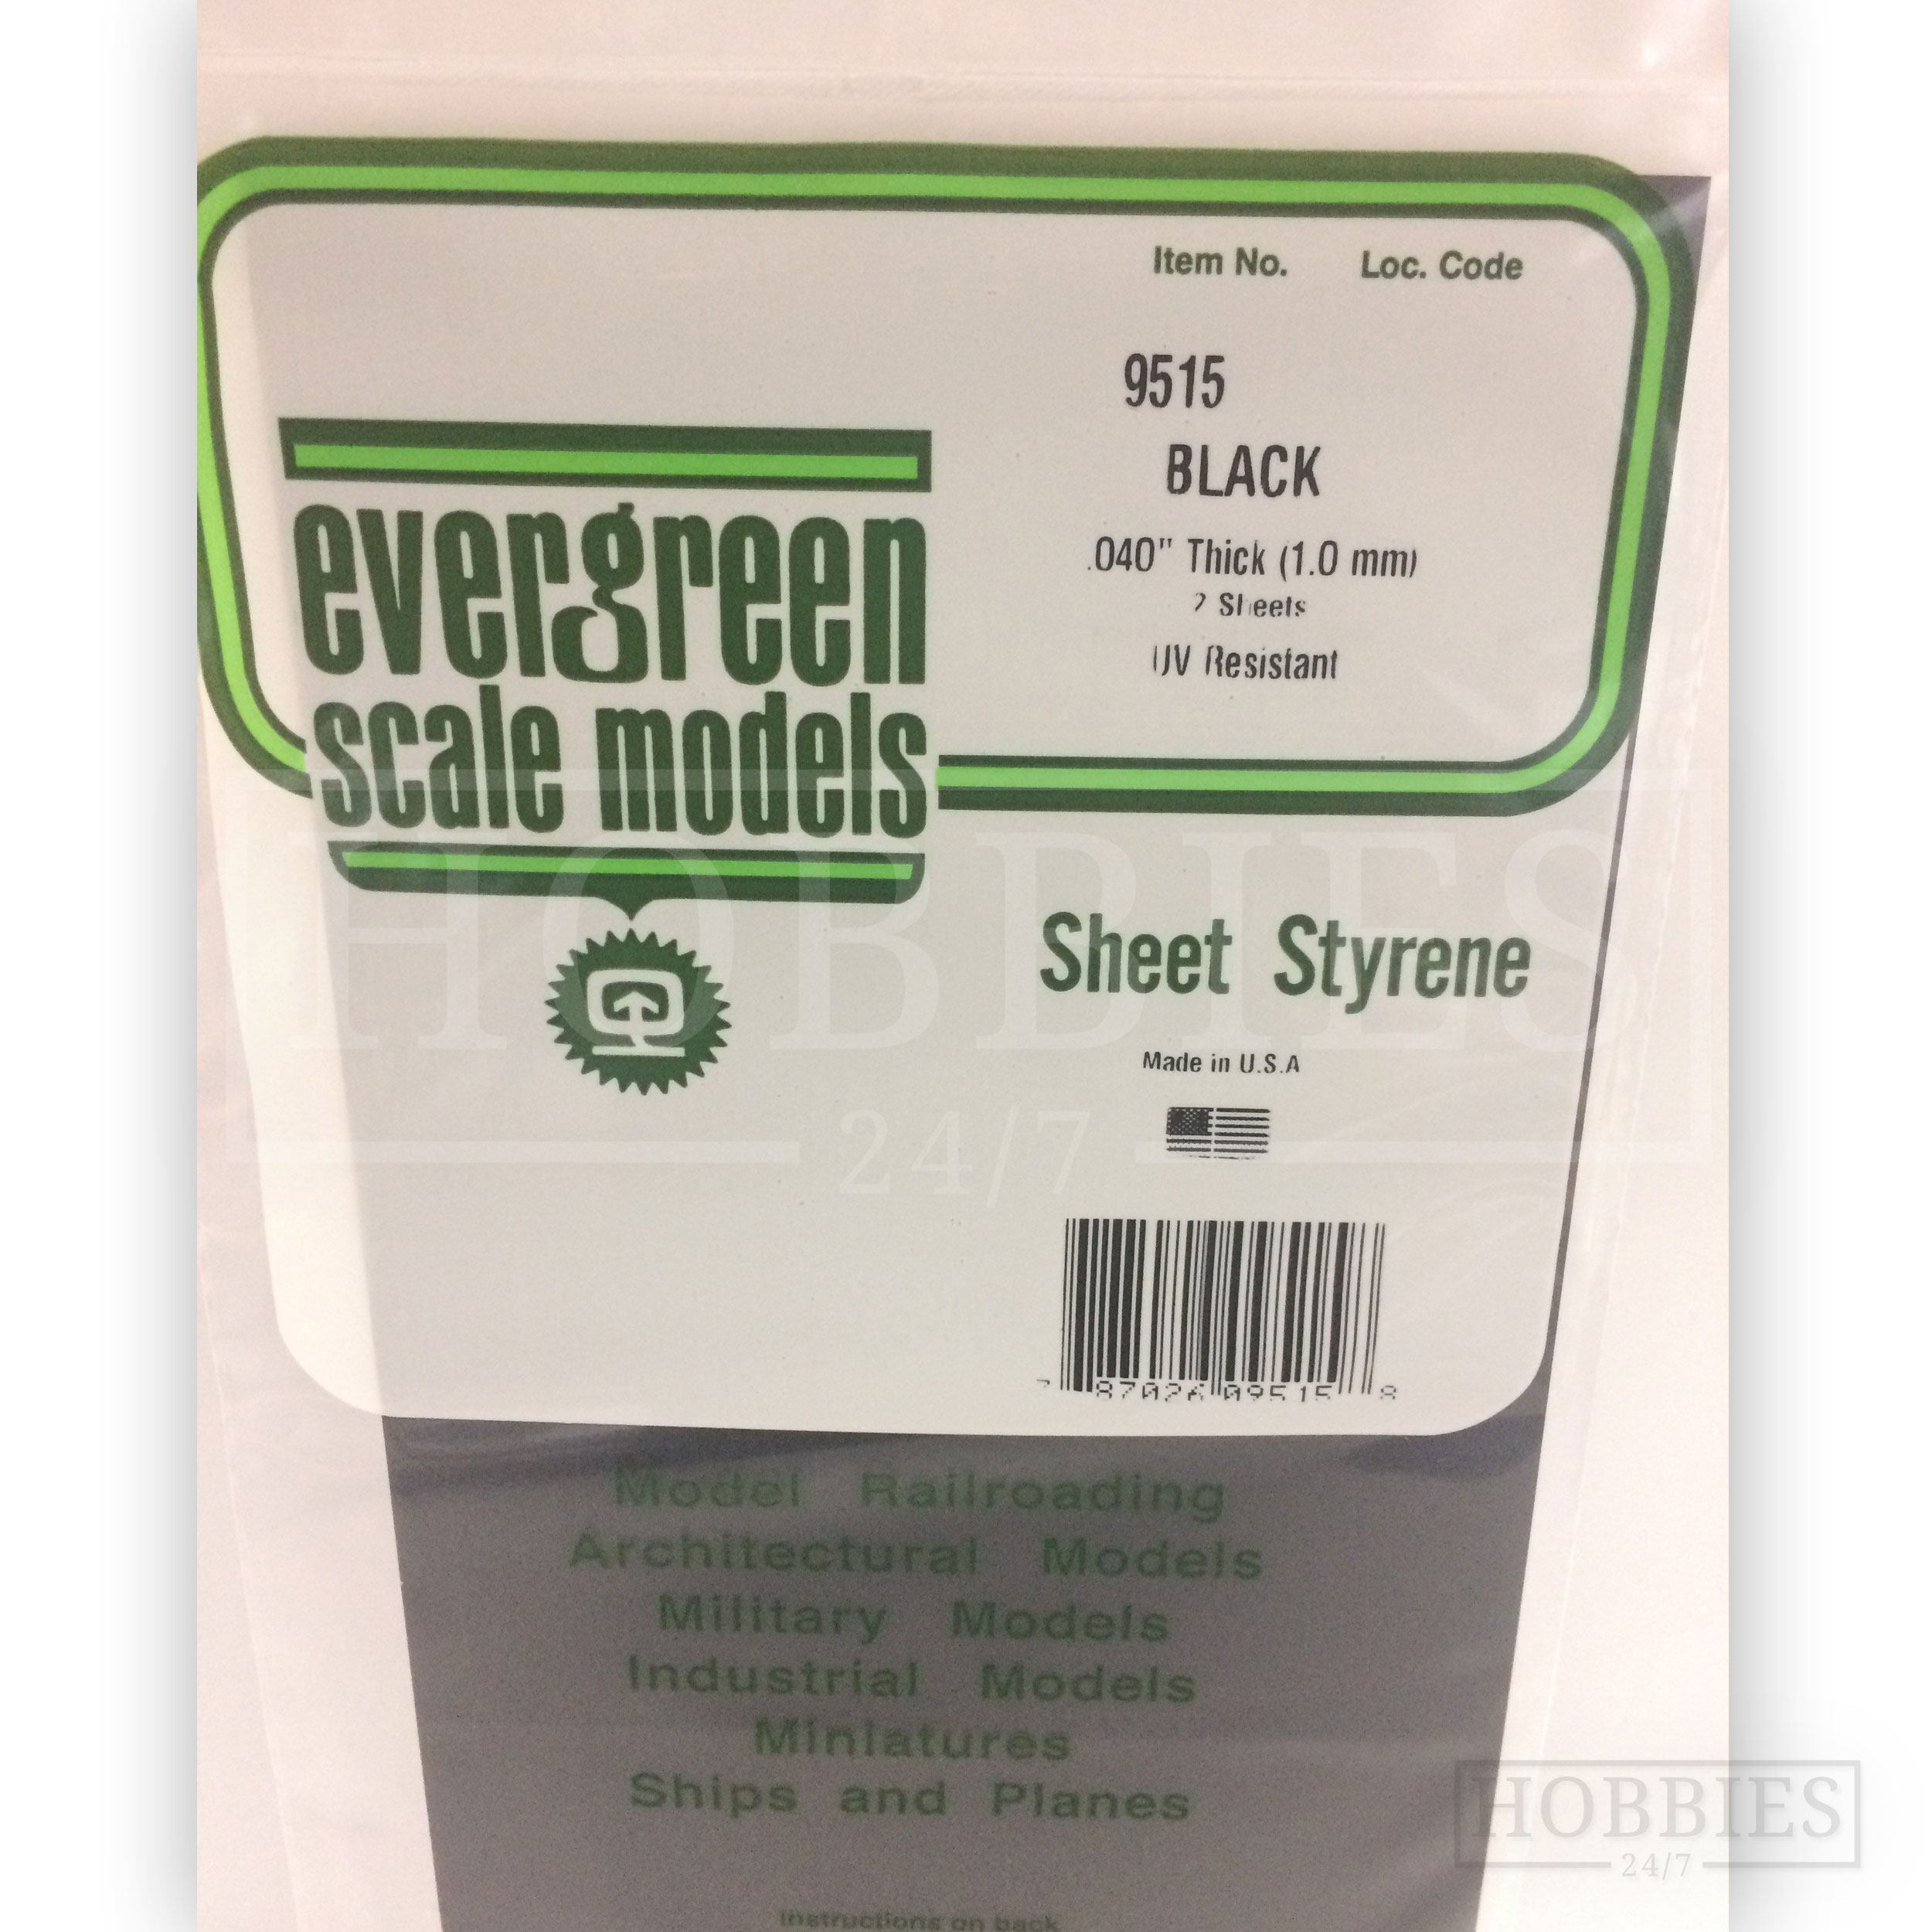 Item No. Loc. Code
9515
BLACK
.040" Thick (1.0 mm)
2 Sheets
UV Resistant
evergreen
scale models
Sheet Styrene
Made in U.S.A
7 87026 09515 8
Model Railroading
Architectural Models
Military Models
Industrial Models
Miniatures
Ships and Planes
Instructions on back
HOBBIES
24/7
HOBBIES
24/7